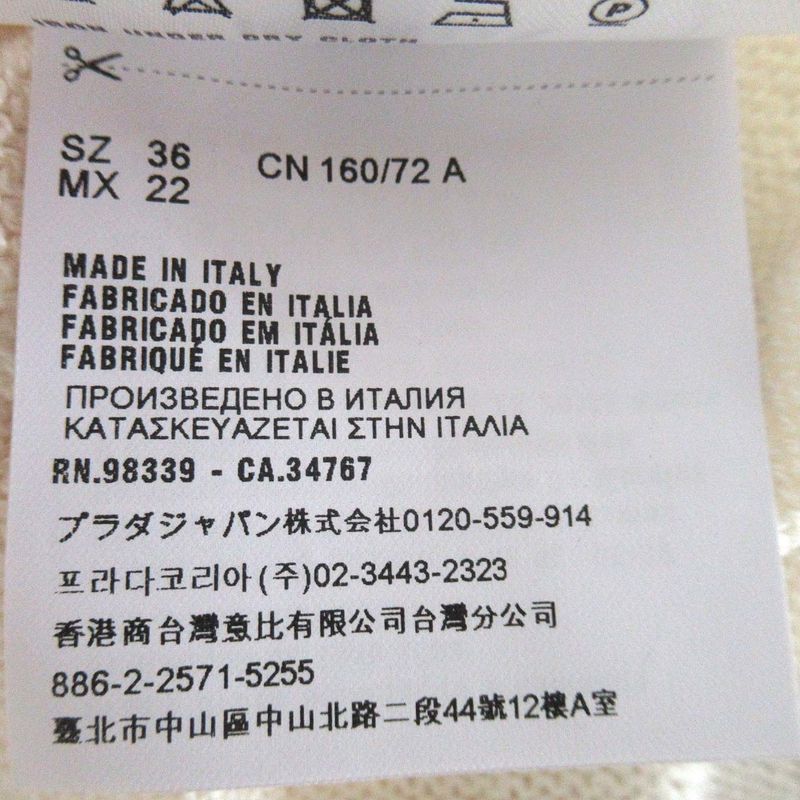 IRON UNDER DRY CLOTH
SZ 36
MX 22
CN 160/72 A
MADE IN ITALY
FABRICADO EN ITALIA
FABRICADO EM ITÁLIA
FABRIQUÉ EN ITALIE
ПРОИЗВЕДЕНО В ИТАЛИЯ
ΚΑΤΑΣΚΕΥΑΖΕΤΑΙ ΣΤΗΝ ΙΤΑΛΙΑ
RN.98339 - CA.34767
プラダジャパン株式会社0120-559-914
프라다코리아(주)02-3443-2323
香港商台灣意比有限公司台灣分公司
886-2-2571-5255
臺北市中山區中山北路二段44號12樓A室